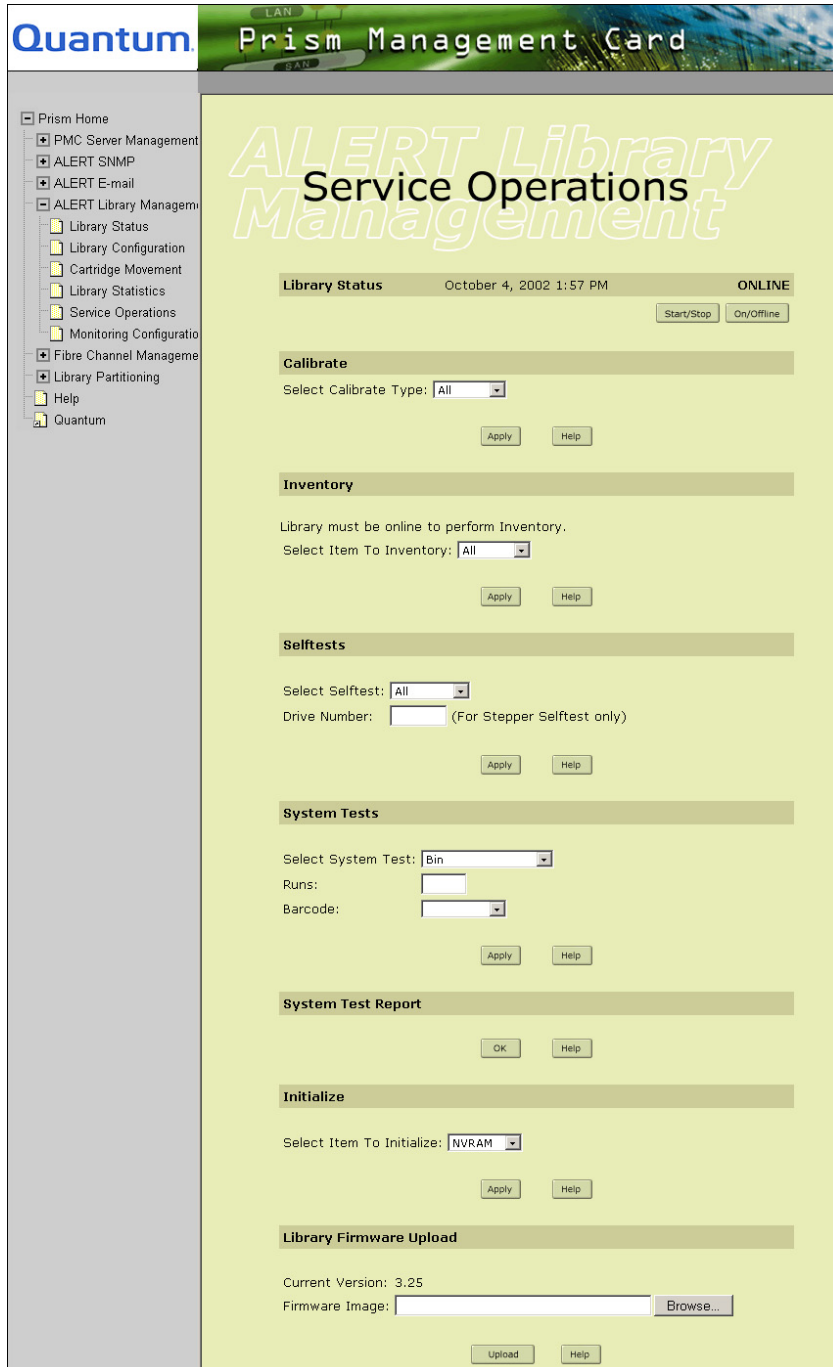 LAN
Quantum.
Prism Management Card
GAN
Prism Home
PMC Server Management
ALERT SNMP
ALERT E-mail
ALERT Library Managem
Library Status
Library Configuration
Cartridge Movement
Library Statistics
Service Operations
Monitoring Configuratio
Fibre Channel Manageme
Library Partitioning
Help
Quantum
ALERT Library
Management
Service Operations
Library Status October 4, 2002 1:57 PM ONLINE
Start/Stop On/Offline
Calibrate
Select Calibrate Type: All
Apply Help
Inventory
Library must be online to perform Inventory.
Select Item To Inventory: All
Apply Help
Selftests
Select Selftest: All
Drive Number: (For Stepper Selftest only)
Apply Help
System Tests
Select System Test: Bin
Runs:
Barcode:
Apply Help
System Test Report
OK Help
Initialize
Select Item To Initialize: NVRAM
Apply Help
Library Firmware Upload
Current Version: 3.25
Firmware Image: Browse...
Upload Help